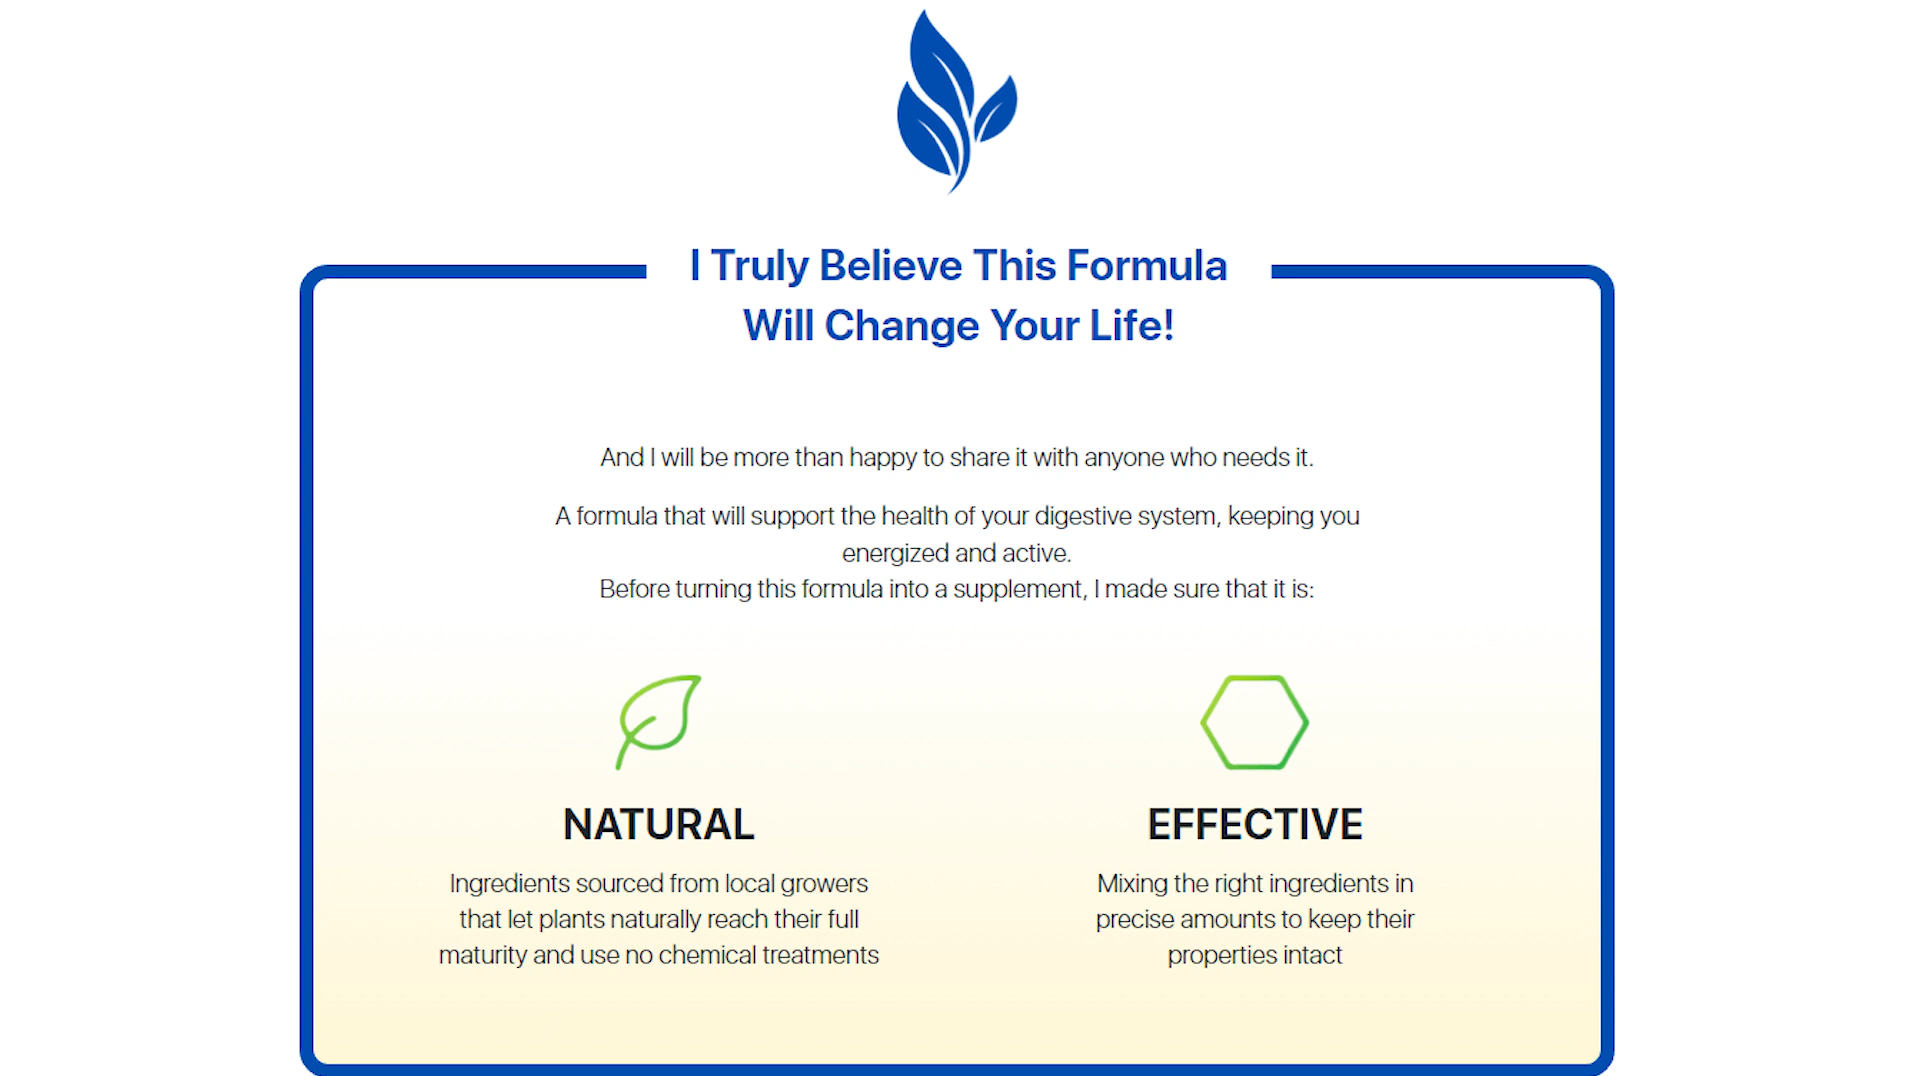 I Truly Believe This Formula
Will Change Your Life!
And I will be more than happy to share it with anyone who needs it.
A formula that will support the health of your digestive system, keeping you
energized and active.
Before turning this formula into a supplement, I made sure that it is:
NATURAL
Ingredients sourced from local growers
that let plants naturally reach their full
maturity and use no chemical treatments
EFFECTIVE
Mixing the right ingredients in
precise amounts to keep their
properties intact